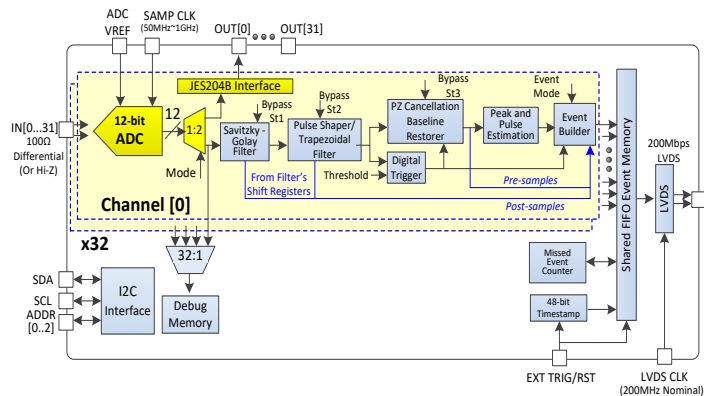 ADC
VREF
SAMP CLK
(50MHz~1GHz)
OUT[0]
OUT[31]
JES204B Interface
Bypass
St1
Bypass
St2
Bypass
St3
Event
Mode
12-bit
ADC
12
1:2
Savitzky -
Golay
Filter
Pulse Shaper/
Trapezoidal
Filter
PZ Cancellation
Baseline
Restorer
Peak and
Pulse
Estimation
Event
Builder
IN[0...31]
100Ω
Differential
(Or Hi-Z)
Mode
From Filter's
Shift Registers
Threshold
Digital
Trigger
Pre-samples
Post-samples
Channel [0]
x32
Shared FIFO Event Memory
200Mbps
LVDS
LVDS
32:1
Debug
Memory
SDA
SCL
ADDR
[0..2]
I2C
Interface
Missed
Event
Counter
48-bit
Timestamp
EXT TRIG/RST
LVDS CLK
(200MHz Nominal)